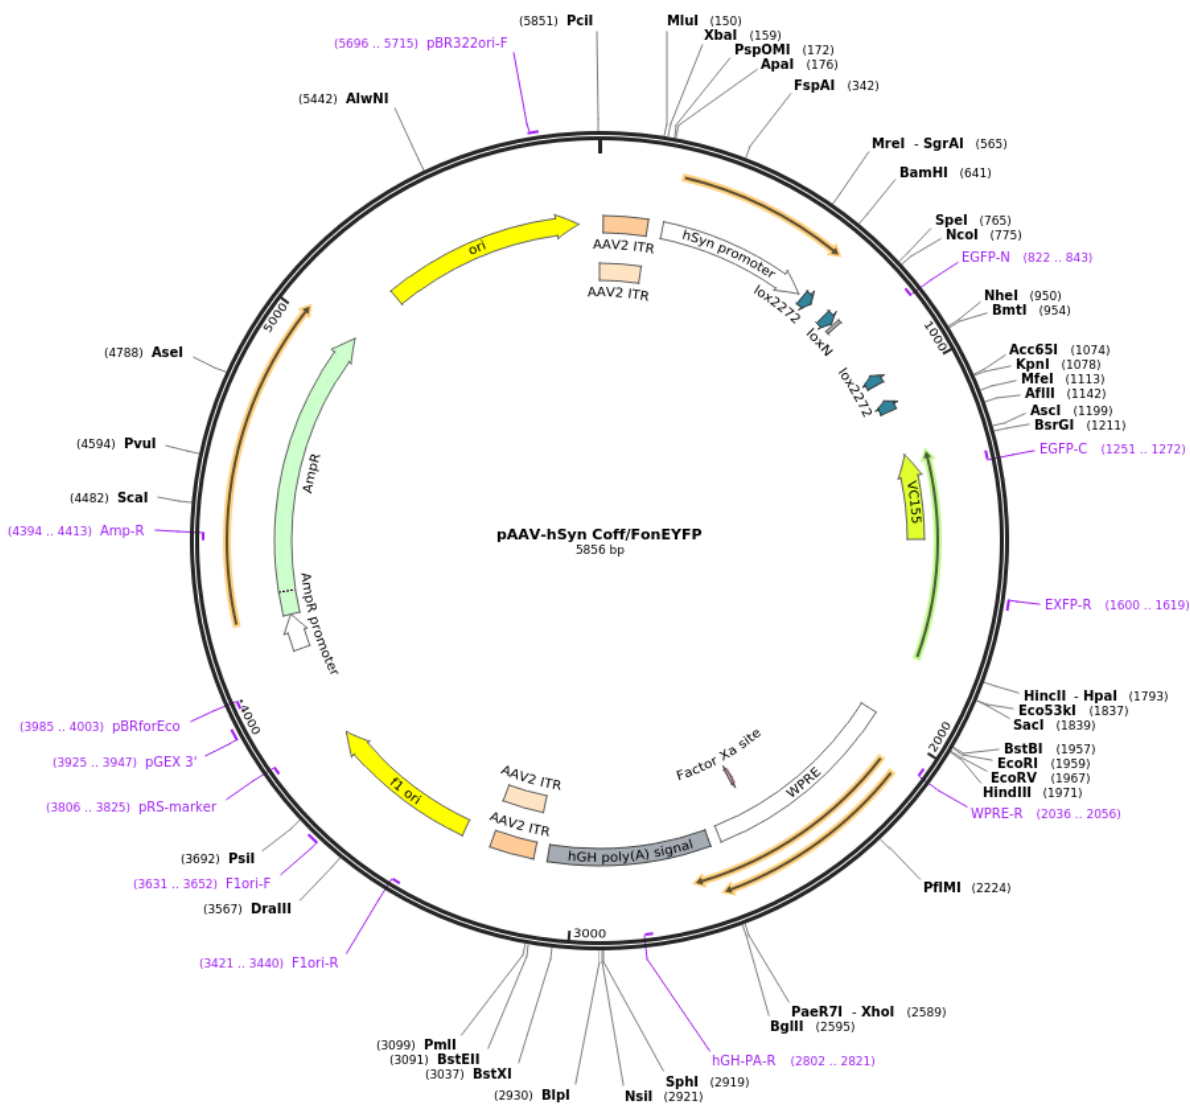 (5851) PciI
MluI (150)
XbaI (159)
PspOMI (172)
ApaI (176)
FspAI (342)
MreI - SgrAI (565)
BamHI (641)
SpeI (765)
NcoI (775)
EGFP-N (822 .. 843)
NheI (950)
BmtI (954)
1000
Acc65I (1074)
KpnI (1078)
MfeI (1113)
AflII (1142)
AscI (1199)
BsrGI (1211)
EGFP-C (1251 .. 1272)
EXFP-R (1600 .. 1619)
HincII - HpaI (1793)
Eco53kI (1837)
SacI (1839)
2000
BstBI (1957)
EcoRI (1959)
EcoRV (1967)
HindIII (1971)
WPRE-R (2036 .. 2056)
PflMI (2224)
PaeR7I - XhoI (2589)
BglII (2595)
hGH-PA-R (2802 .. 2821)
SphI (2919)
NsiI (2921)
(2930) BlpI
3000
(3037) BstXI
(3091) BstEII
(3099) PmlI
(3421 .. 3440) F1ori-R
(3567) DraIII
(3631 .. 3652) F1ori-F
(3692) PsiI
(3806 .. 3825) pRS-marker
(3925 .. 3947) pGEX 3'
(3985 .. 4003) pBRforEco
4000
(4394 .. 4413) Amp-R
(4482) ScaI
(4594) PvuI
(4788) AseI
5000
(5442) AlwNI
(5696 .. 5715) pBR322ori-F
ori
AAV2 ITR
AAV2 ITR
hSyn promoter
lox2272
loxN
lox2272
VC155
WPRE
Factor Xa site
hGH poly(A) signal
AAV2 ITR
AAV2 ITR
f1 ori
AmpR promoter
AmpR
pAAV-hSyn Coff/FonEYFP
5856 bp